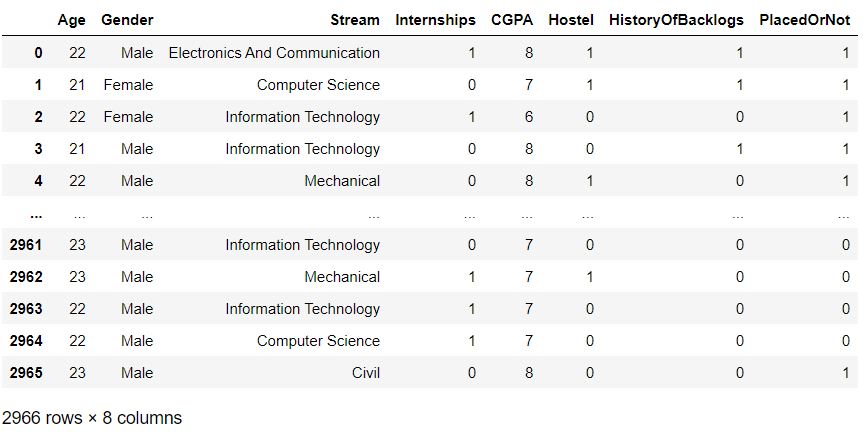 Age Gender Stream Internships CGPA Hostel HistoryOfBacklogs PlacedOrNot
0 22 Male Electronics And Communication 1 8 1 1 1
1 21 Female Computer Science 0 7 1 1 1
2 22 Female Information Technology 1 6 0 0 1
3 21 Male Information Technology 0 8 0 1 1
4 22 Male Mechanical 0 8 1 0 1
... ... ... ... ... ... ... ... ...
2961 23 Male Information Technology 0 7 0 0 0
2962 23 Male Mechanical 1 7 1 0 0
2963 22 Male Information Technology 1 7 0 0 0
2964 22 Male Computer Science 1 7 0 0 0
2965 23 Male Civil 0 8 0 0 1
2966 rows × 8 columns